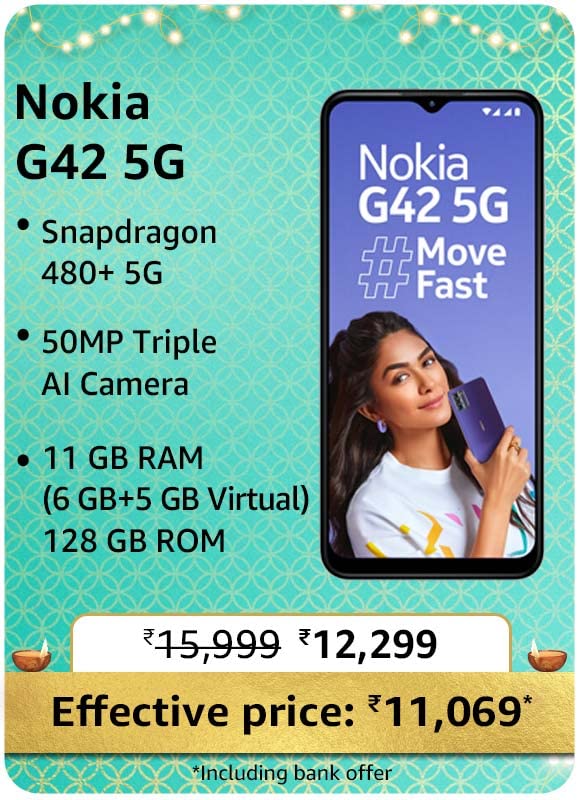 Nokia
G42 5G
• Snapdragon
480+ 5G
• 50MP Triple
AI Camera
• 11 GB RAM
(6 GB+5 GB Virtual)
128 GB ROM
Nokia
G42 5G
#Move
Fast
₹15,999 ₹12,299
Effective price: ₹11,069*
*Including bank offer